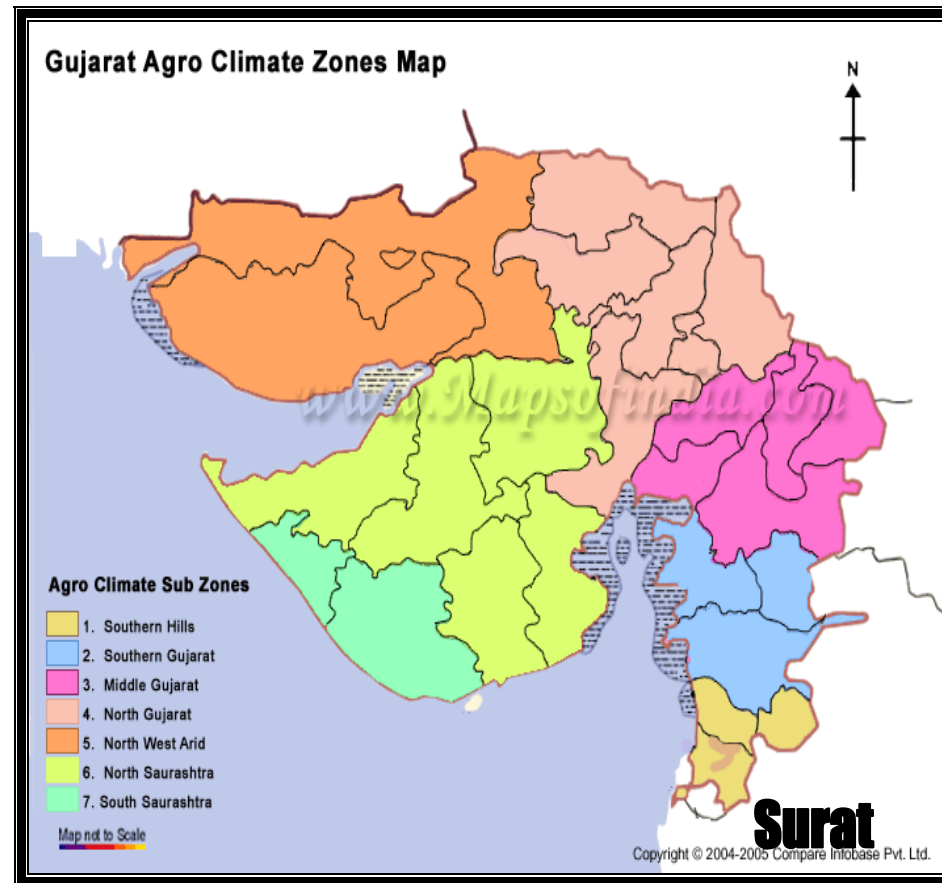 Gujarat Agro Climate Zones Map
N
www.Mapsofindia.com
Agro Climate Sub Zones
1. Southern Hills
2. Southern Gujarat
3. Middle Gujarat
4. North Gujarat
5. North West Arid
6. North Saurashtra
7. South Saurashtra
Map not to Scale
Surat
Copyright © 2004-2005 Compare Infobase Pvt. Ltd.